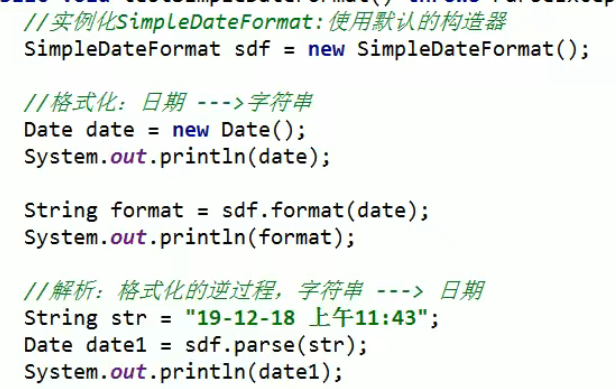 //实例化SimpleDateFormat:使用默认的构造器
SimpleDateFormat sdf = new SimpleDateFormat();
//格式化：日期 --->字符串
Date date = new Date();
System.out.println(date);
String format = sdf.format(date);
System.out.println(format);
//解析：格式化的逆过程，字符串 ---> 日期
String str = "19-12-18 上午11:43";
Date date1 = sdf.parse(str);
System.out.println(date1);